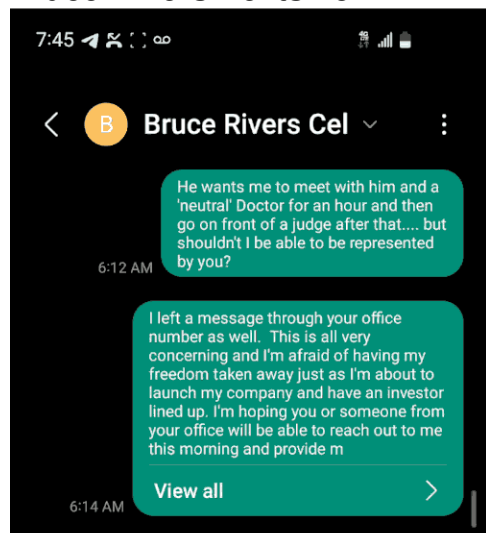 7:45
B Bruce Rivers Cel
He wants me to meet with him and a
'neutral' Doctor for an hour and then
go on front of a judge after that.... but
shouldn't I be able to be represented
by you?
6:12 AM
I left a message through your office
number as well. This is all very
concerning and I'm afraid of having my
freedom taken away just as I'm about to
launch my company and have an investor
lined up. I'm hoping you or someone from
your office will be able to reach out to me
this morning and provide m
View all
6:14 AM